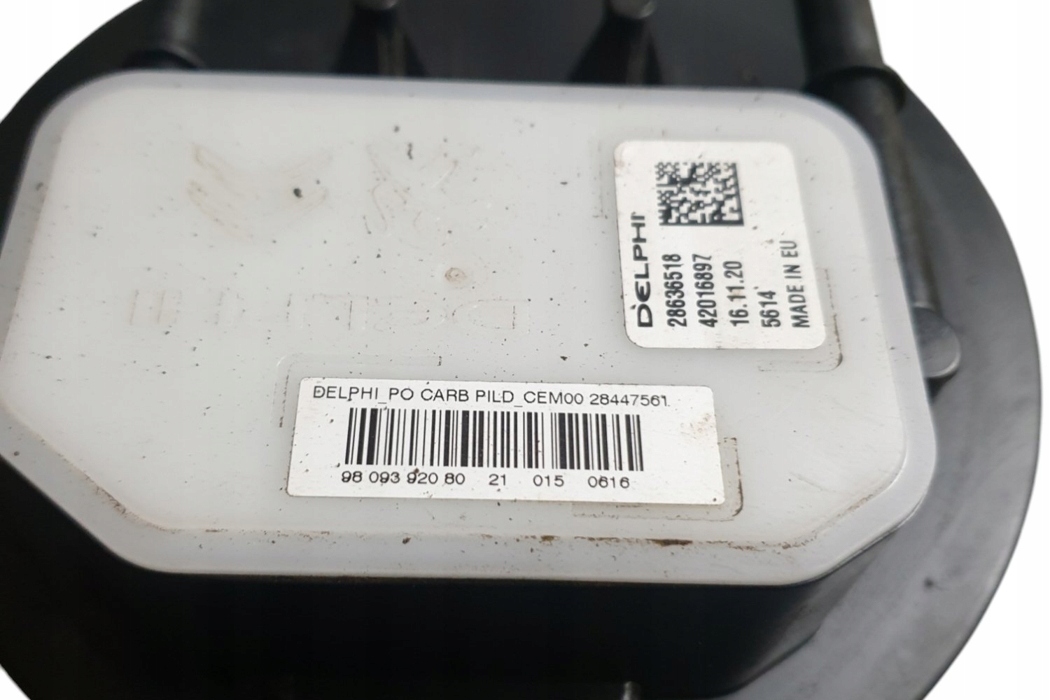 DELPHI
28636518
42016897
16.11.20
5614
MADE IN EU
DELPHI_PO CARB PILD_CEM00 28447561
98 093 920 80 21 015 0616